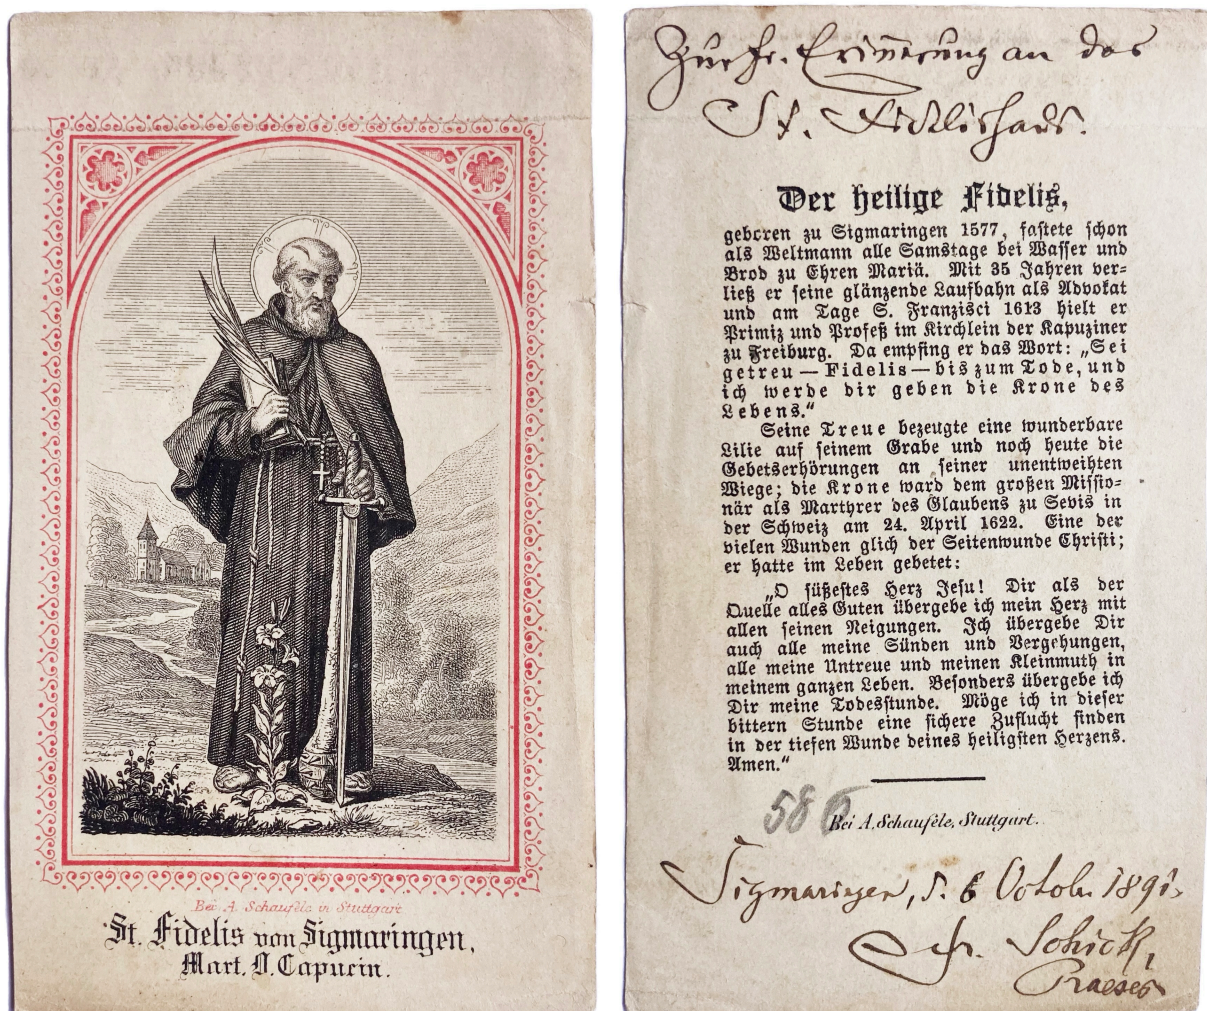 Bei A. Schaufele in Stuttgart
St. Fidelis von Sigmaringen,
Mart. O. Capucin.
Zur fr. Erinnerung an das
St. Fidelishaus.
Der heilige Fidelis,
geboren zu Sigmaringen 1577, fastete schon
als Weltmann alle Samstage bei Wasser und
Brod zu Ehren Mariä. Mit 35 Jahren ver-
ließ er seine glänzende Laufbahn als Advokat
und am Tage S. Franzisci 1613 hielt er
Primiz und Profeß im Kirchlein der Kapuziner
zu Freiburg. Da empfing er das Wort: „Sei
getreu — Fidelis — bis zum Tode, und
ich werde dir geben die Krone des
Lebens.“
Seine Treue bezeugte eine wunderbare
Lilie auf seinem Grabe und noch heute die
Gebetserhörungen an seiner unentweihten
Wiege; die Krone ward dem großen Missio-
när als Martyrer des Glaubens zu Sevis in
der Schweiz am 24. April 1622. Eine der
vielen Wunden glich der Seitenwunde Christi;
er hatte im Leben gebetet:
„O süßestes Herz Jesu! Dir als der
Quelle alles Guten übergebe ich mein Herz mit
allen seinen Neigungen. Ich übergebe Dir
auch alle meine Sünden und Vergehungen,
alle meine Untreue und meinen Kleinmuth in
meinem ganzen Leben. Besonders übergebe ich
Dir meine Todesstunde. Möge ich in dieser
bittern Stunde eine sichere Zuflucht finden
in der tiefen Wunde deines heiligsten Herzens.
Amen.“
58
Bei A. Schaufele, Stuttgart.
Sigmaringen, d. 6 Octob. 1891.
Schick,
Praeses